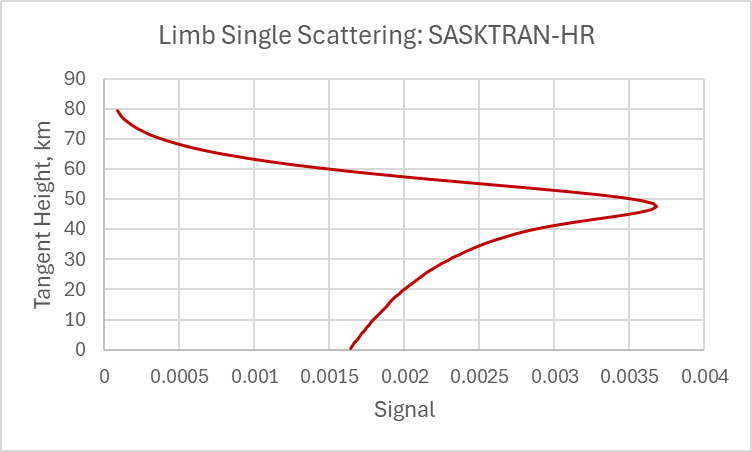 Limb Single Scattering: SASKTRAN-HR
Tangent Height, km
90
80
70
60
50
40
30
20
10
0
0 0.0005 0.001 0.0015 0.002 0.0025 0.003 0.0035 0.004
Signal